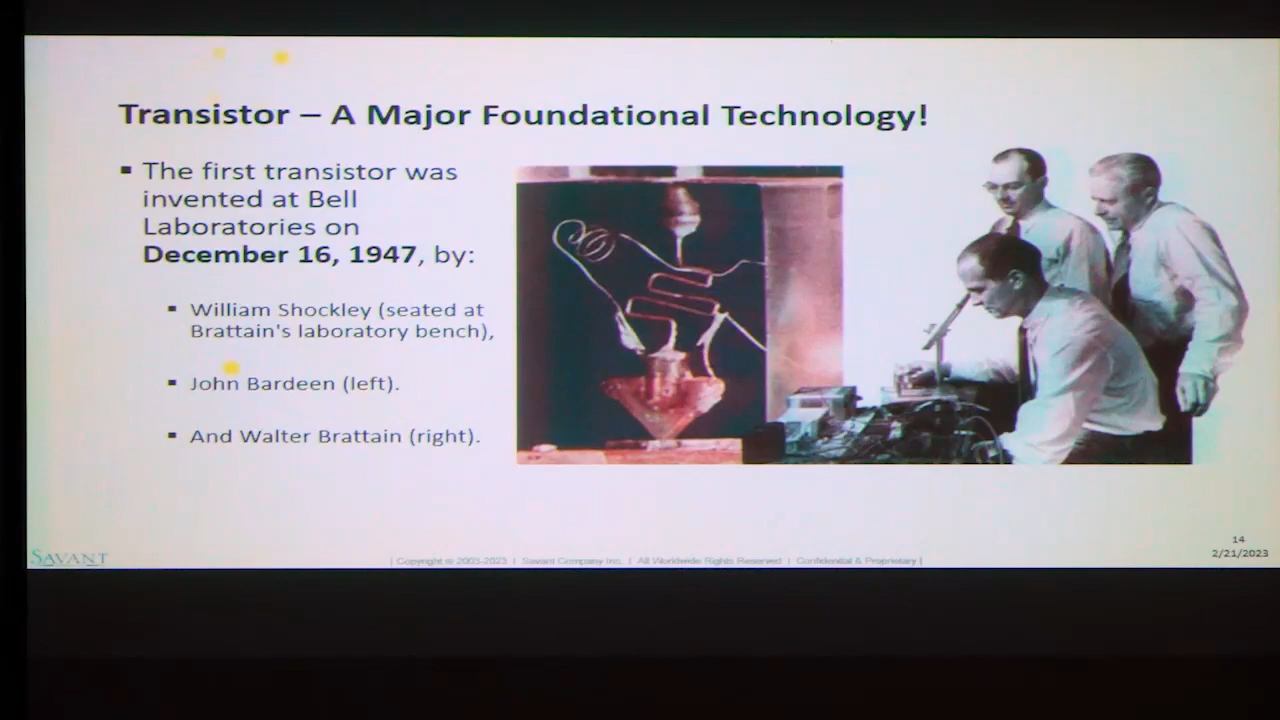 Transistor – A Major Foundational Technology!
▪ The first transistor was
invented at Bell
Laboratories on
December 16, 1947, by:
▪ William Shockley (seated at
Brattain's laboratory bench),
▪ John Bardeen (left).
▪ And Walter Brattain (right).
14
SAVANT
| Copyright © 2001-2023 | Savant Company Inc. | All Worldwide Rights Reserved | Confidential & Proprietary |
2/21/2023